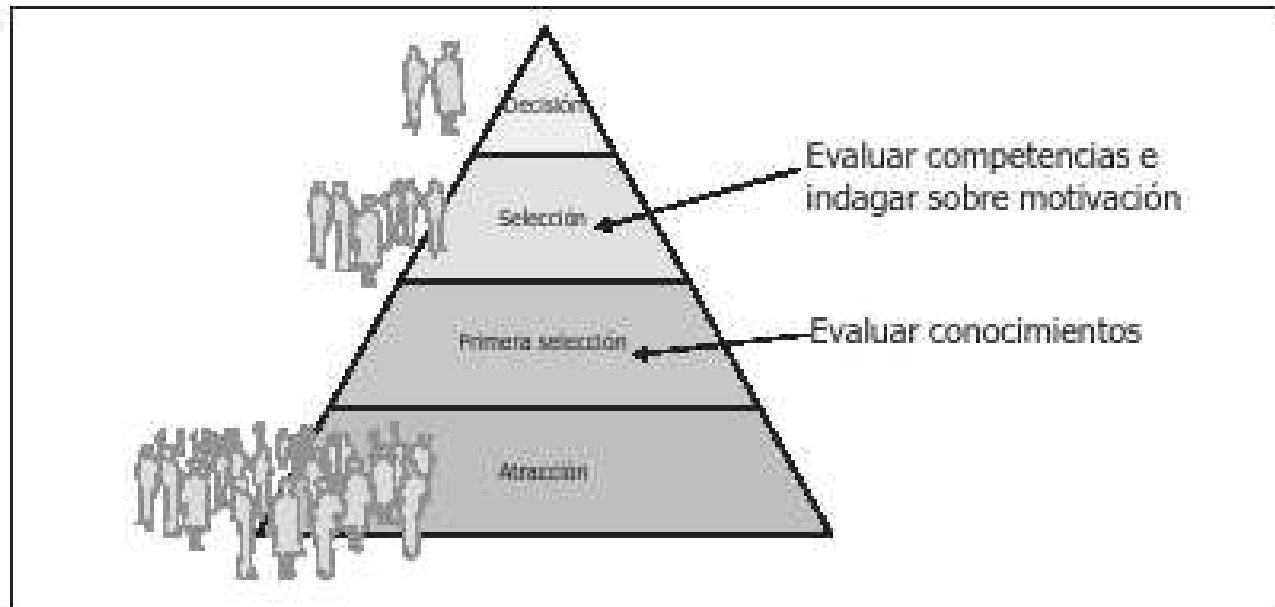 Decisión
Evaluar competencias e
indagar sobre motivación
Selección
Primera selección
Evaluar conocimientos
Atracción